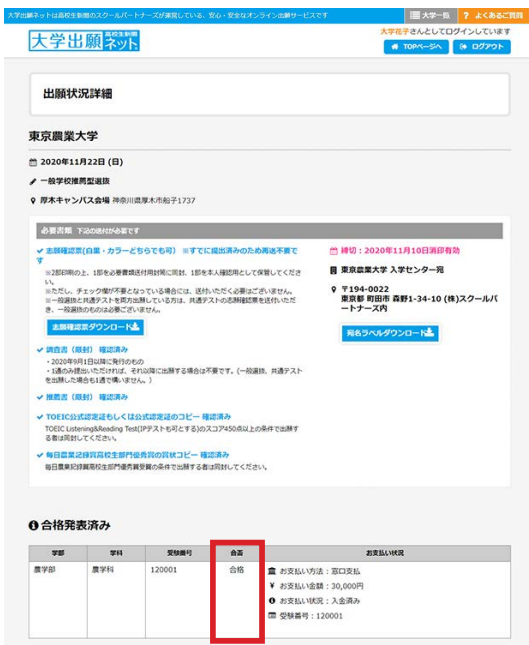 大学出願ネットは高校生新聞のスクールパートナーズが運営している、安心・安全なオンライン出願サービスです
大学一覧
? よくあるご質問
大学出願ネット
高校生新聞
大学花子さんとしてログインしています
TOPページへ
ログアウト
出願状況詳細
東京農業大学
2020年11月22日 (日)
一般学校推薦型選抜
厚木キャンパス会場 神奈川県厚木市船子1737
必要書類 下記の送付が必要です
志願確認票(白黒・カラーどちらでも可) ※すでに提出済みのため再送不要で
す
※2部印刷の上、1部を必要書類送付用封筒に同封、1部を本人確認用として保管してくださ
い。
※ただし、チェック欄が不要となっている場合には、送付いただく必要はございません。
※一般選抜と共通テストを両方出願している方は、共通テストの志願確認票を送付いただ
き、一般選抜のものは必要ございません。
志願確認票ダウンロード
調査書（厳封） 確認済み
・2020年9月1日以降に発行のもの
・1通のみ提出いただければ、それ以降に出願する場合は不要です。(一般選抜、共通テスト
を出願した場合も1通で構いません。)
推薦書（厳封） 確認済み
TOEIC公式認定証もしくは公式認定証のコピー 確認済み
TOEIC Listening&Reading Test(IPテストも可とする)のスコア450点以上の条件で出願す
る者は同封してください。
毎日農業記録賞高校生部門優秀賞の賞状コピー 確認済み
毎日農業記録賞高校生部門優秀賞受賞の条件で出願する者は同封してください。
締切：2020年11月10日消印有効
東京農業大学 入学センター宛
〒194-0022
東京都 町田市 森野1-34-10 (株)スクールパ
ートナーズ内
宛名ラベルダウンロード
合格発表済み
学部 学科 受験番号 合否 お支払い状況
農学部 農学科 120001 合格 お支払い方法：窓口支払
¥ お支払い金額：30,000円
お支払い状況：入金済み
受験番号：120001